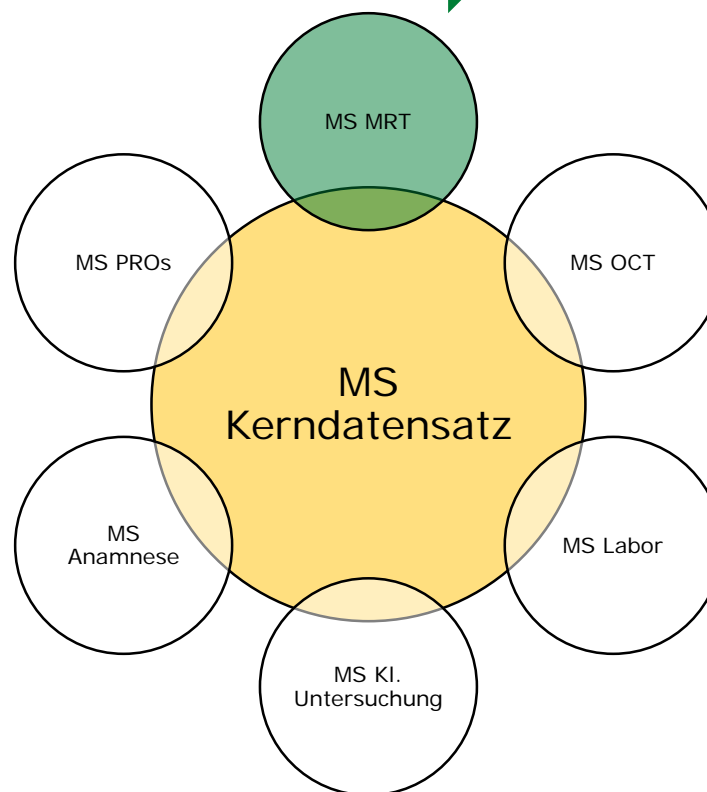 MS MRT
MS PROs
MS OCT
MS
Kerndatensatz
MS
Anamnese
MS Labor
MS Kl.
Untersuchung